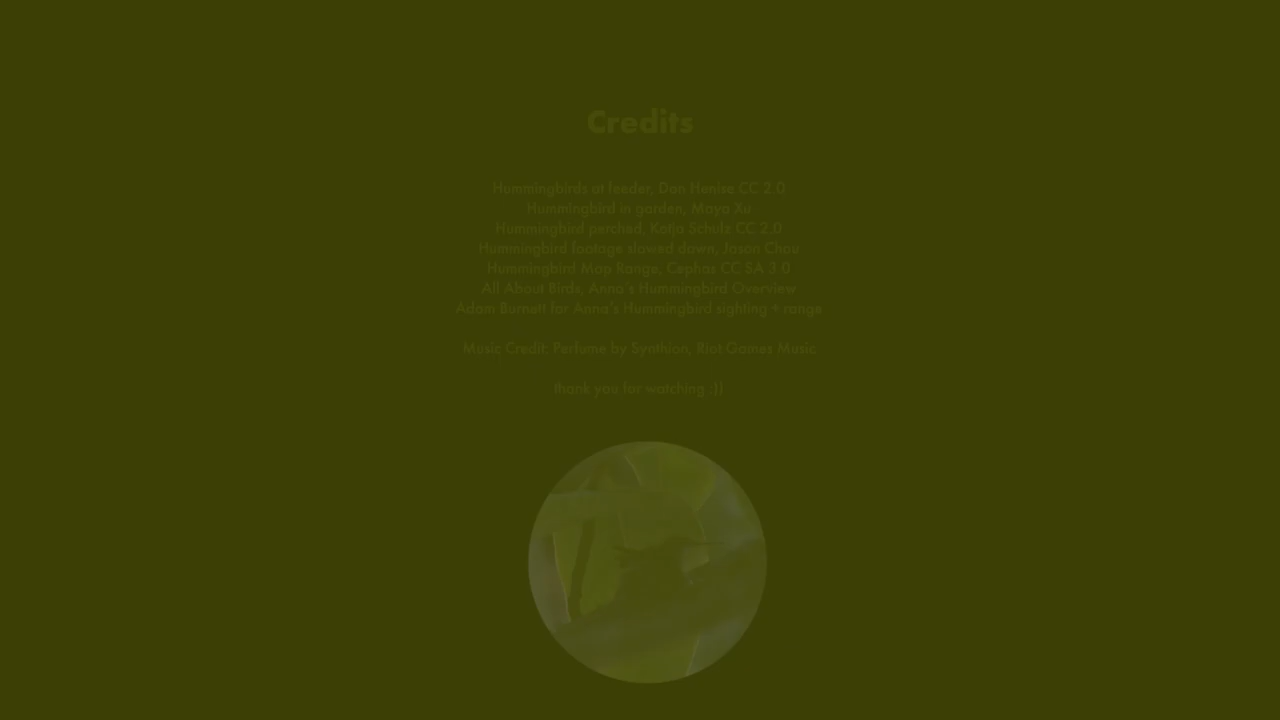 Credits
Hummingbirds at feeder, Dan Henise CC 2.0
Hummingbird in garden, Maya Xu
Hummingbird perched, Katja Schulz CC 2.0
Hummingbird footage slowed down, Jason Chou
Hummingbird Map Range, Cephas CC SA 3.0
All About Birds, Anna's Hummingbird Overview
Adam Burnett for Anna's Hummingbird sighting + range
Music Credit: Perfume by Synthion, Riot Games Music
thank you for watching :))